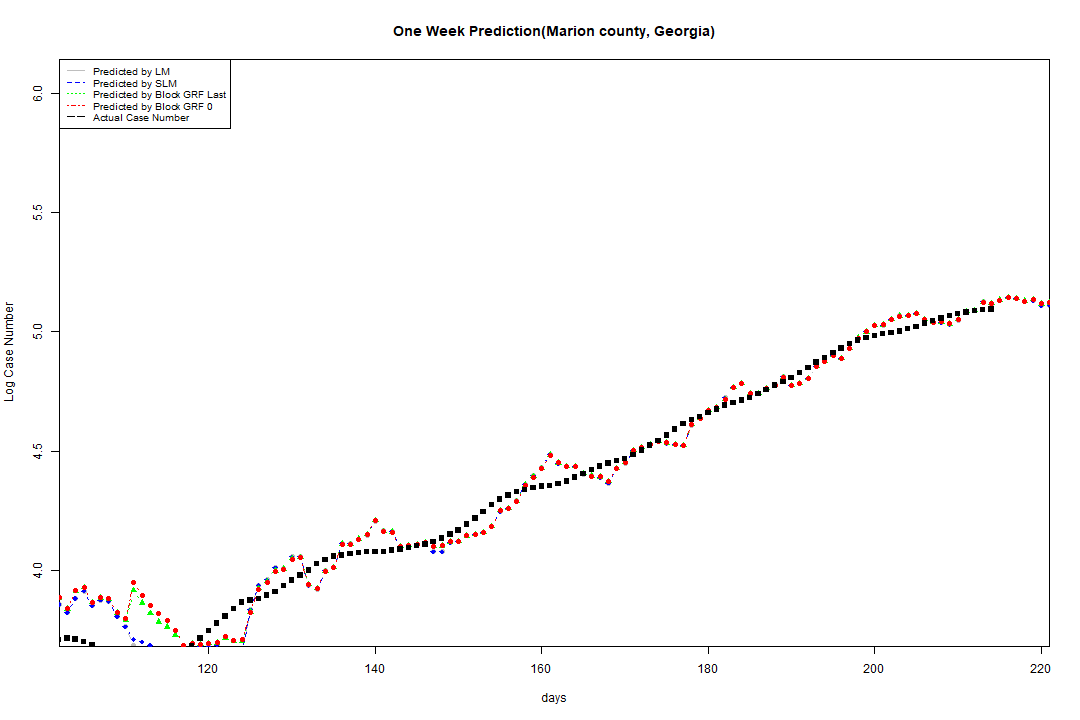 One Week Prediction(Marion county, Georgia)
Predicted by LM
Predicted by SLM
Predicted by Block GRF Last
Predicted by Block GRF 0
Actual Case Number
6.0
5.5
5.0
4.5
4.0
Log Case Number
120 140 160 180 200 220
days